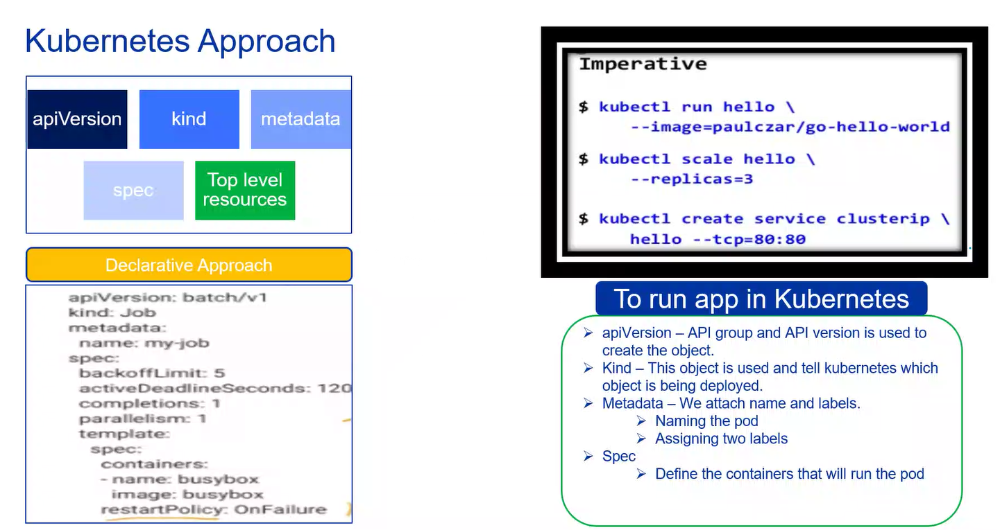 Kubernetes Approach
apiVersion
kind
metadata
spec
Top level
resources
Declarative Approach
apiVersion: batch/v1
kind: Job
metadata:
name: my-job
spec:
backoffLimit: 5
activeDeadlineSeconds: 120
completions: 1
parallelism: 1
template:
spec:
containers:
- name: busybox
image: busybox
restartPolicy: OnFailure
Imperative
$ kubectl run hello \
--image=paulczar/go-hello-world
$ kubectl scale hello \
--replicas=3
$ kubectl create service clusterip \
hello --tcp=80:80
To run app in Kubernetes
➢ apiVersion – API group and API version is used to
create the object.
➢ Kind – This object is used and tell kubernetes which
object is being deployed.
➢ Metadata – We attach name and labels.
➢ Naming the pod
➢ Assigning two labels
➢ Spec
➢ Define the containers that will run the pod